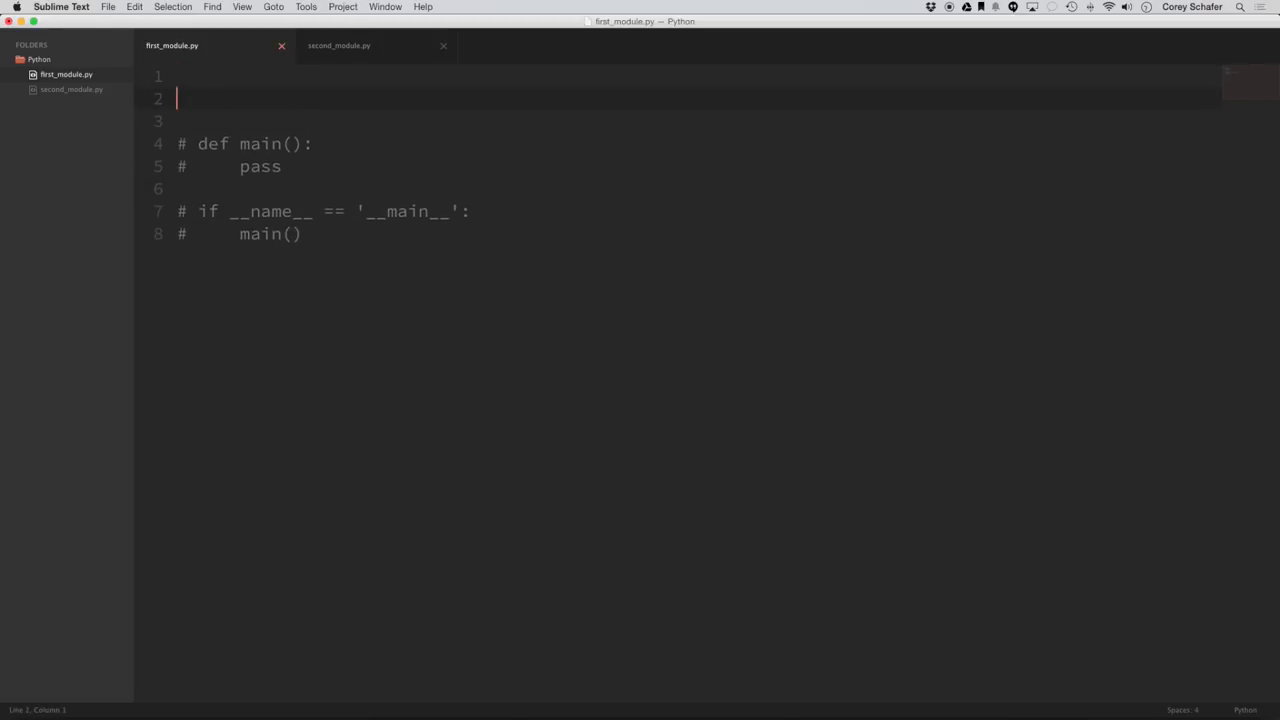 Sublime Text File Edit Selection Find View Goto Tools Project Window Help Corey Schafer
first_module.py — Python
FOLDERS
Python
first_module.py
second_module.py
first_module.py second_module.py
1
2
3
4 # def main():
5 #     pass
6
7 # if __name__ == '__main__':
8 #     main()
Line 2, Column 1 Spaces: 4 Python